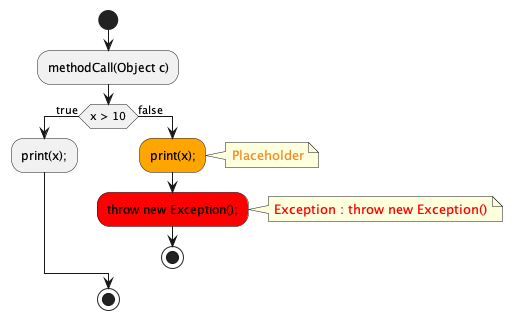 methodCall(Object c)
true
x > 10
false
print(x);
print(x);
Placeholder
throw new Exception();
Exception : throw new Exception()